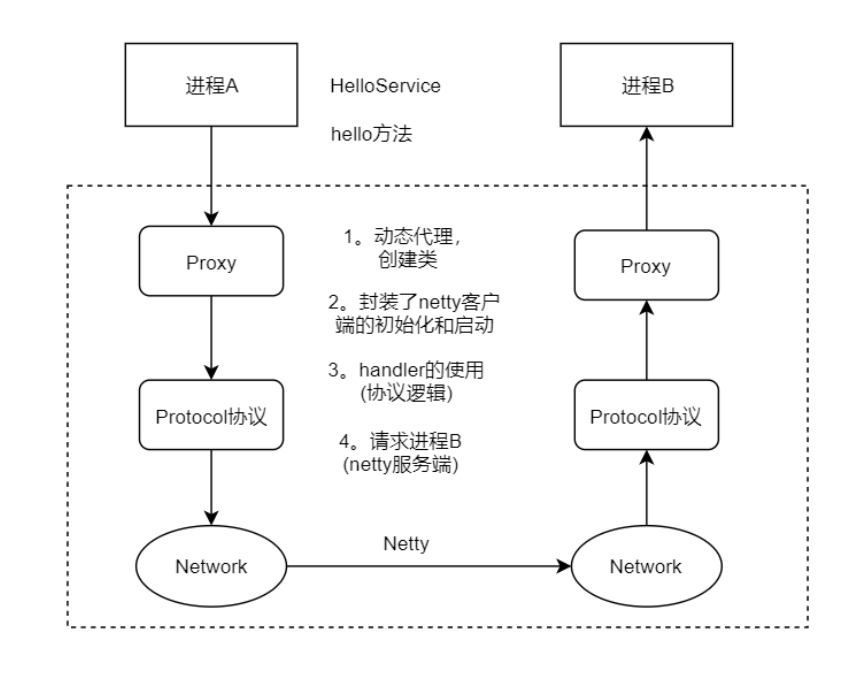 进程A
HelloService
进程B
hello方法
Proxy
1。动态代理，
创建类
Proxy
2。封装了netty客户
端的初始化和启动
3。handler的使用
(协议逻辑)
Protocol协议
Protocol协议
4。请求进程B
(netty服务端)
Netty
Network
Network